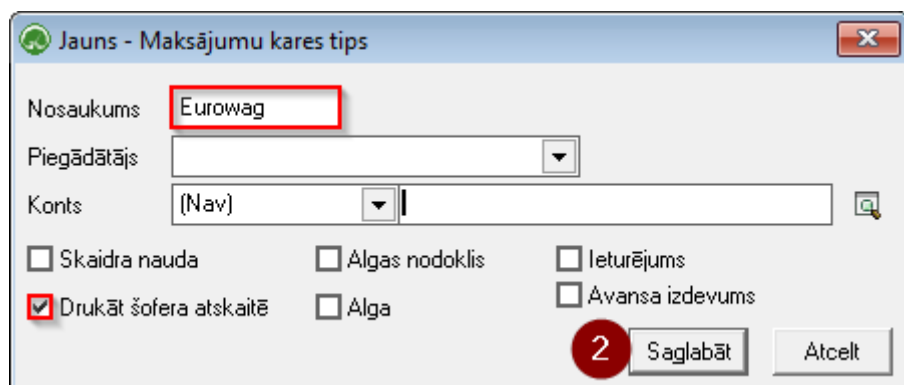 Jauns - Maksājumu kares tips
Nosaukums Eurowag
Piegādātājs
Konts (Nav)
Skaidra nauda Algas nodoklis Ieturējums
Drukāt šofera atskaitē Alga Avansa izdevums
2 Saglabāt Atcelt